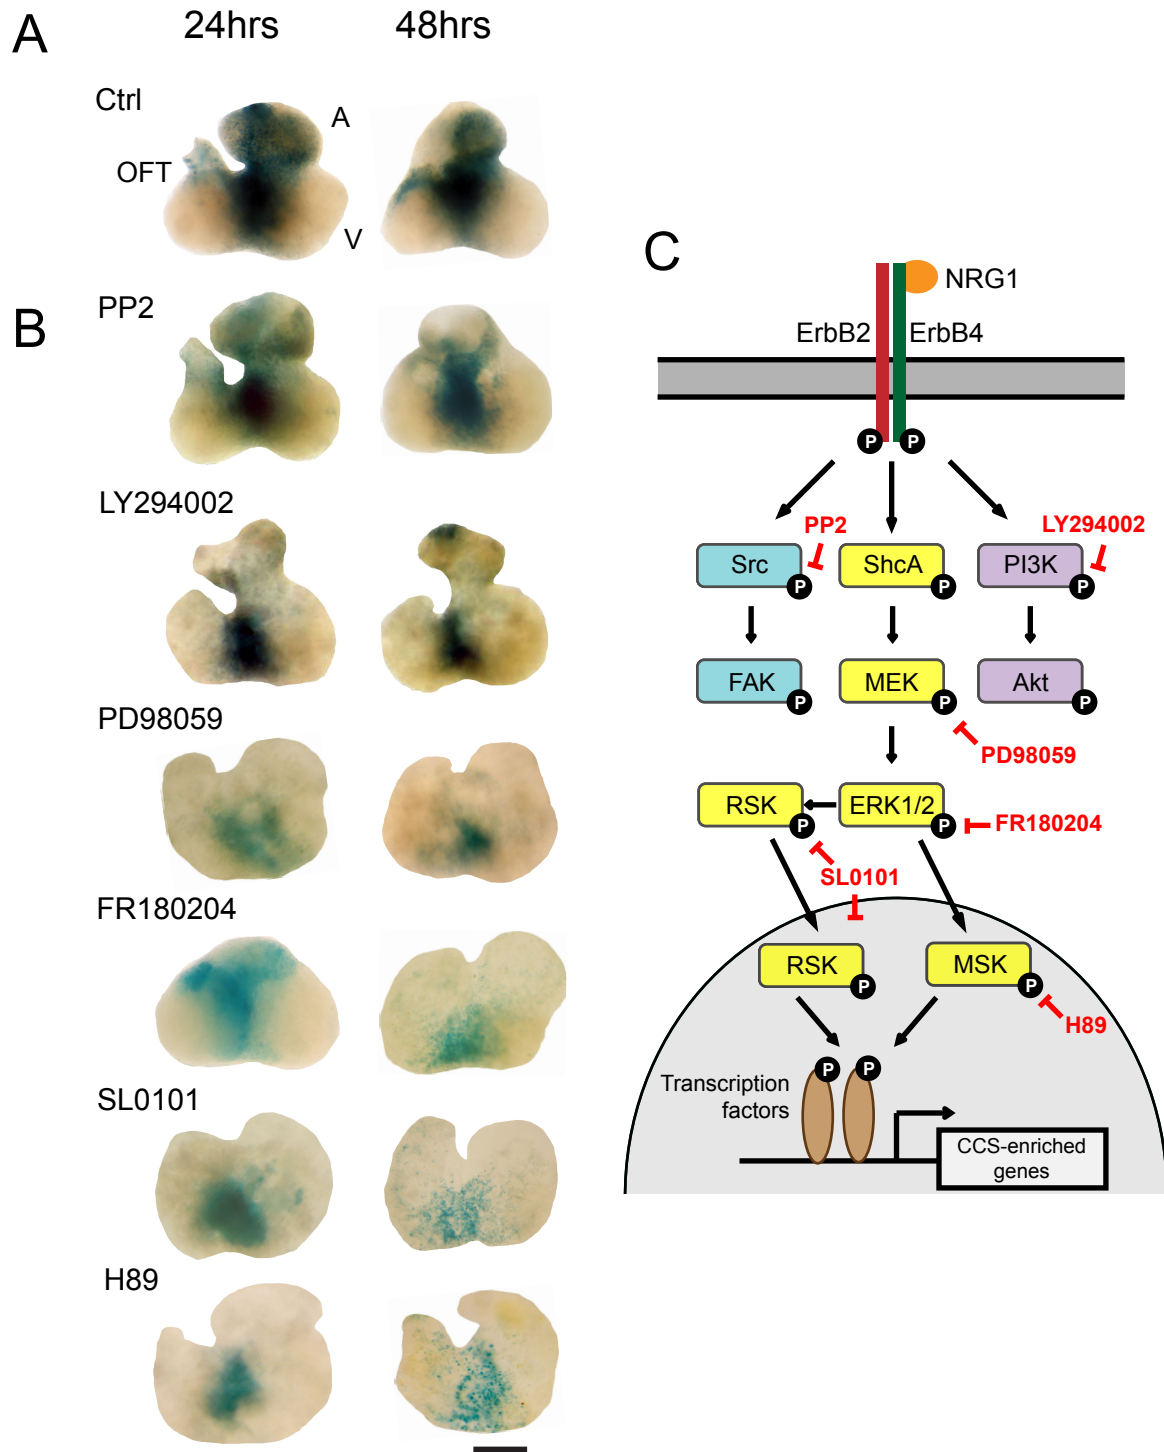 A
24hrs
48hrs
Ctrl
A
OFT
V
B
PP2
LY294002
PD98059
FR180204
SL0101
H89
C
NRG1
ErbB2
ErbB4
P
P
PP2
LY294002
Src
P
ShcA
P
PI3K
P
FAK
P
MEK
P
Akt
P
PD98059
RSK
P
ERK1/2
P
FR180204
SL0101
RSK
P
MSK
P
H89
P
P
Transcription
factors
CCS-enriched
genes